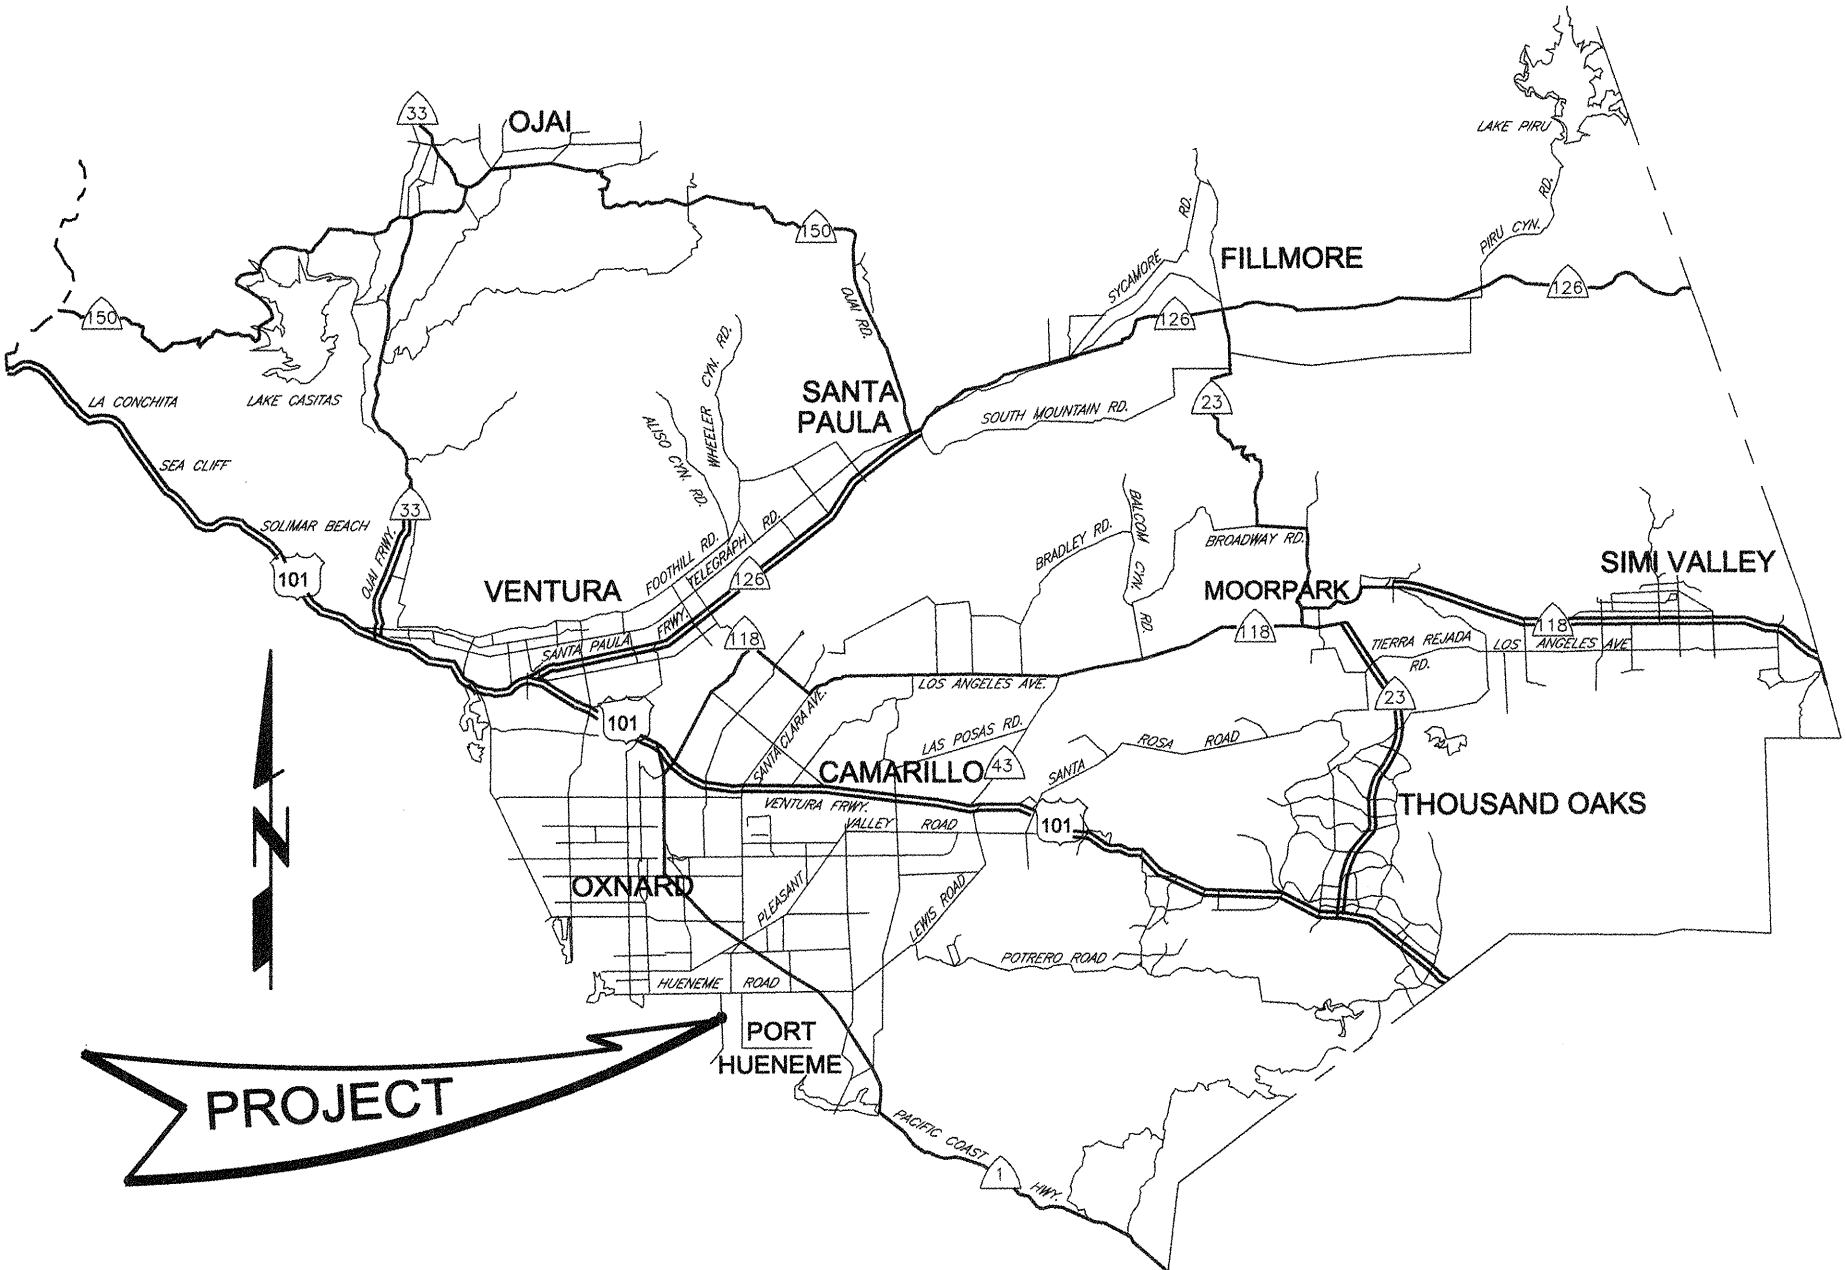 33
OJAI
LAKE PIRU
RD.
PIRU CYN.
150
RD.
SYCAMORE
FILLMORE
126
126
150
OJAI RD.
LA CONCHITA
LAKE CASITAS
WHEELER CYN. RD.
ALISO CYN. RD.
SANTA
PAULA
SOUTH MOUNTAIN RD.
23
SEA CLIFF
SOLIMAR BEACH
33
OJAI FRWY.
101
VENTURA
FOOTHILL RD.
TELEGRAPH RD.
126
SANTA PAULA FRWY.
118
BRADLEY RD.
BALCOM CYN. RD.
BROADWAY RD.
MOORPARK
118
SIMI VALLEY
118
TIERRA REJADA
RD.
LOS ANGELES AVE
23
LOS ANGELES AVE.
101
SANTA CLARA AVE.
LAS POSAS RD.
43
SANTA ROSA ROAD
CAMARILLO
VENTURA FRWY.
101
THOUSAND OAKS
VALLEY ROAD
PLEASANT
OXNARD
LEWIS ROAD
POTRERO ROAD
HUENEME ROAD
N
PORT
HUENEME
PROJECT
PACIFIC COAST
1
HWY.